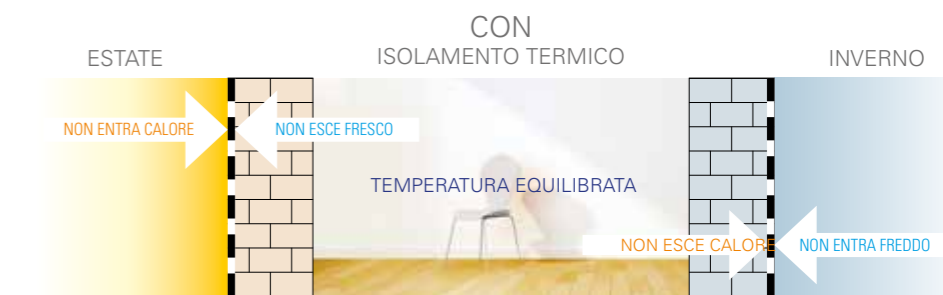 CON
ISOLAMENTO TERMICO
ESTATE
INVERNO
NON ENTRA CALORE
NON ESCE FRESCO
TEMPERATURA EQUILIBRATA
NON ESCE CALORE
NON ENTRA FREDDO